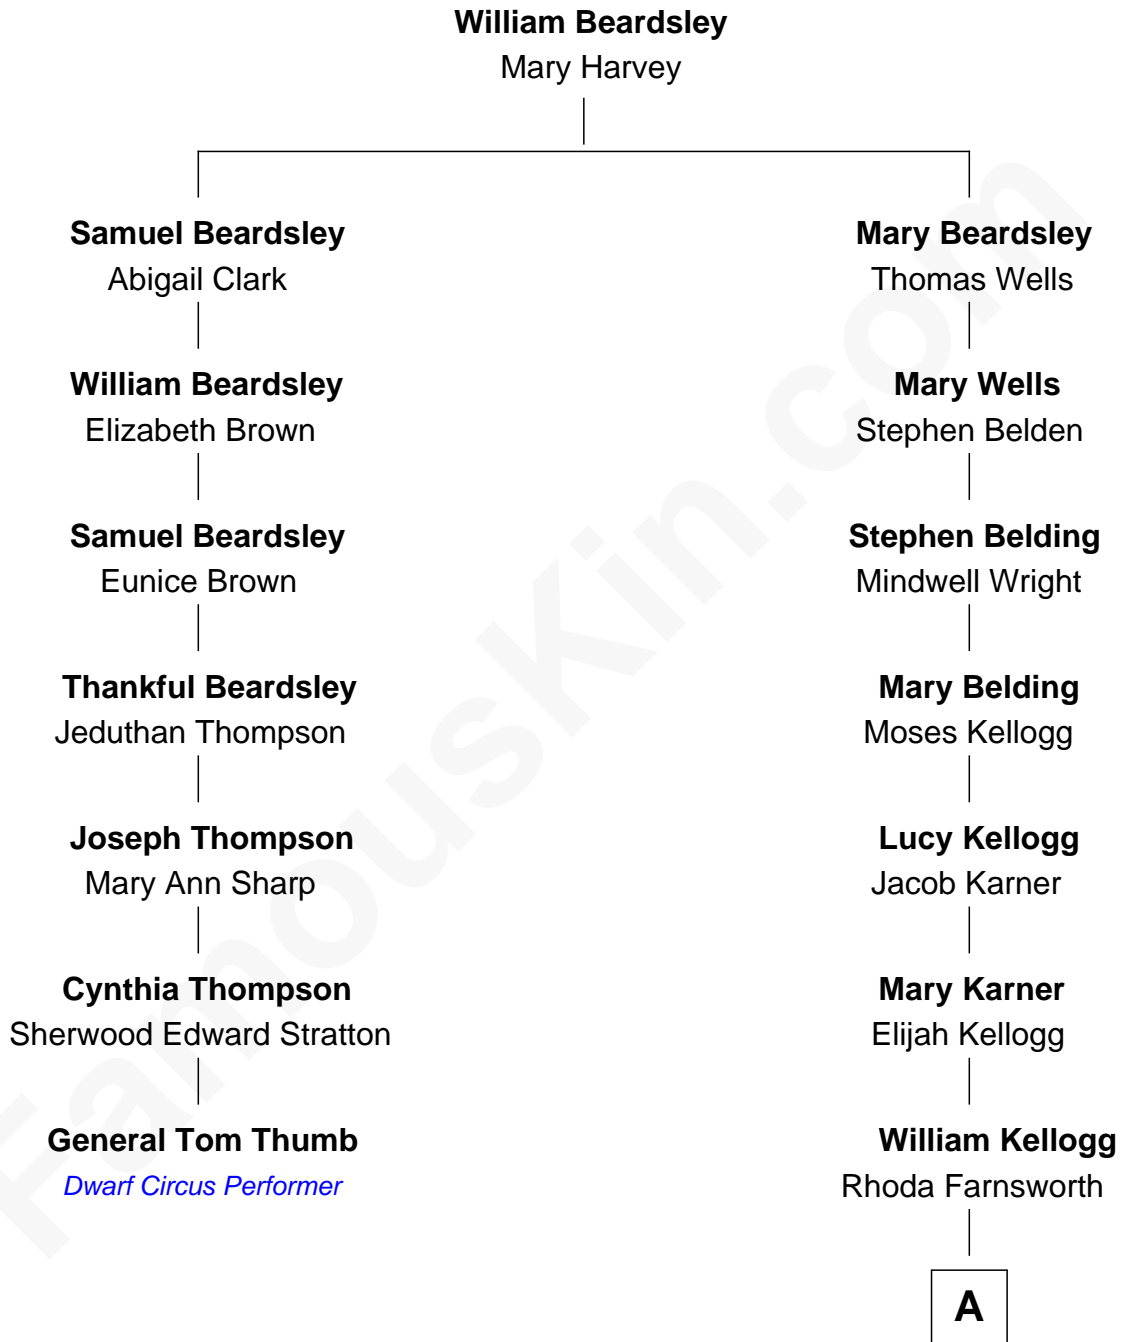 William Beardsley
Mary Harvey
Samuel Beardsley
Abigail Clark
Mary Beardsley
Thomas Wells
William Beardsley
Elizabeth Brown
Mary Wells
Stephen Belden
Samuel Beardsley
Eunice Brown
Stephen Belding
Mindwell Wright
Thankful Beardsley
Jeduthan Thompson
Mary Belding
Moses Kellogg
Joseph Thompson
Mary Ann Sharp
Lucy Kellogg
Jacob Karner
Cynthia Thompson
Sherwood Edward Stratton
Mary Karner
Elijah Kellogg
General Tom Thumb
Dwarf Circus Performer
William Kellogg
Rhoda Farnsworth
A
FamousKin.com